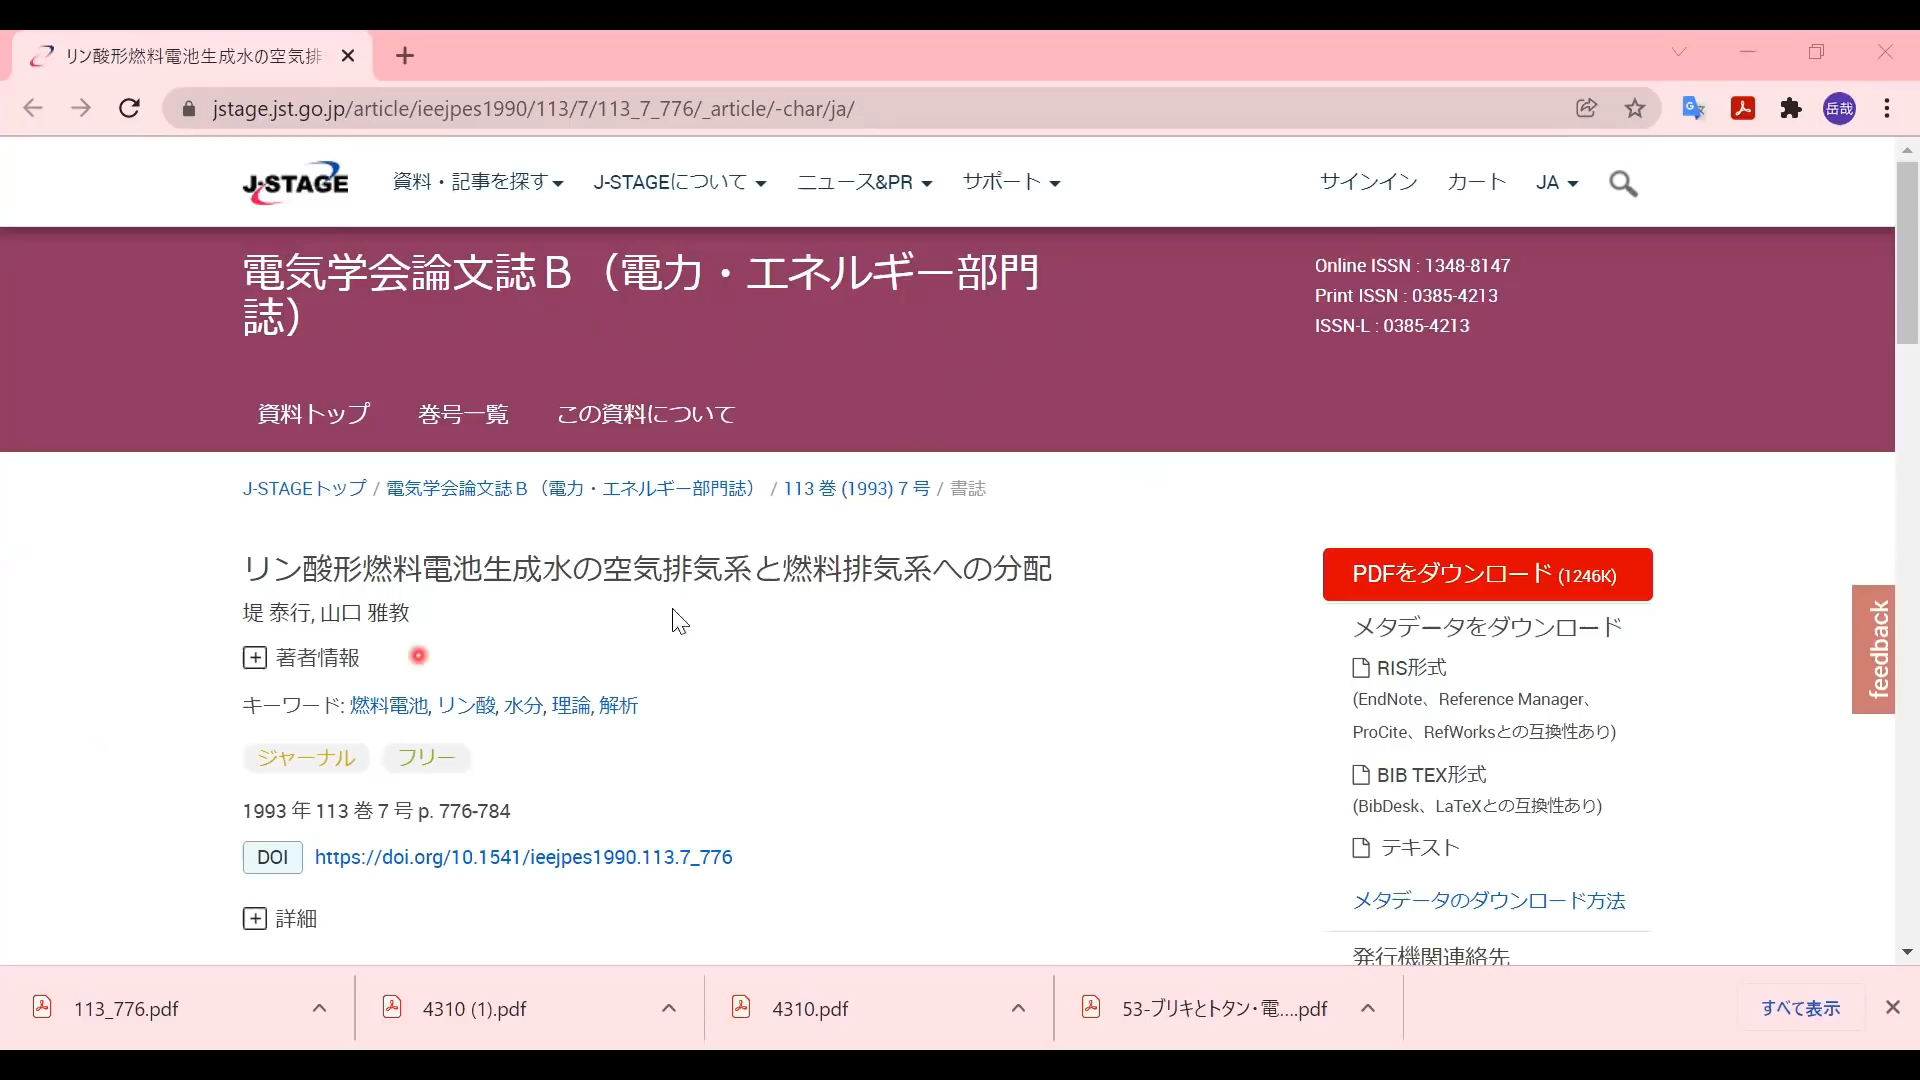 リン酸形燃料電池生成水の空気排
jstage.jst.go.jp/article/ieejpes1990/113/7/113_7_776/_article/-char/ja/
岳哉
J-STAGE 資料・記事を探す J-STAGEについて ニュース&PR サポート サインイン カート JA
電気学会論文誌B（電力・エネルギー部門
誌）
Online ISSN : 1348-8147
Print ISSN : 0385-4213
ISSN-L : 0385-4213
資料トップ 巻号一覧 この資料について
J-STAGEトップ / 電気学会論文誌B（電力・エネルギー部門誌） / 113 巻 (1993) 7 号 / 書誌
リン酸形燃料電池生成水の空気排気系と燃料排気系への分配
堤 泰行, 山口 雅教
著者情報
キーワード: 燃料電池, リン酸, 水分, 理論, 解析
ジャーナル フリー
1993 年 113 巻 7 号 p. 776-784
DOI https://doi.org/10.1541/ieejpes1990.113.7_776
詳細
PDFをダウンロード (1246K)
メタデータをダウンロード
RIS形式
(EndNote、Reference Manager、
ProCite、RefWorksとの互換性あり)
BIB TEX形式
(BibDesk、LaTeXとの互換性あり)
テキスト
メタデータのダウンロード方法
発行機関連絡先
feedback
113_776.pdf 4310 (1).pdf 4310.pdf 53-ブリキとトタン・電....pdf すべて表示